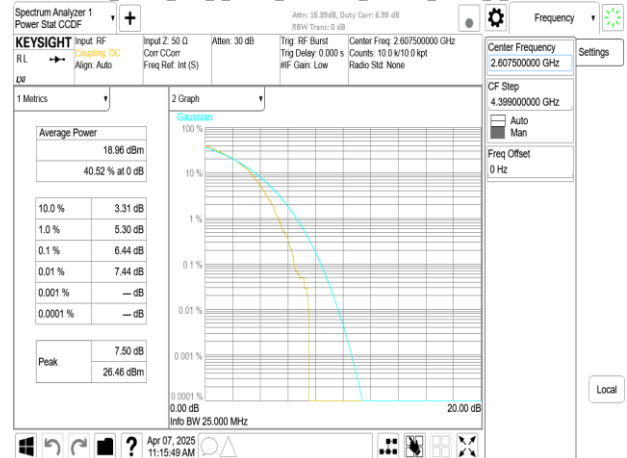 Spectrum Analyzer 1
Power Stat CCDF
Attn: 15.39dB, Duty Corr: 6.99 dB
RBW Trans: 0 dB
Frequency
KEYSIGHT Input: RF Input Z: 50 Ω Atten: 30 dB Trig: RF Burst Center Freq: 2.607500000 GHz
RL Coupling: DC Corr CCorr Trig Delay: 0.000 s Counts: 10.0 k/10.0 kpt
Align: Auto Freq Ref: Int (S) #IF Gain: Low Radio Std: None
LXI
Center Frequency
2.607500000 GHz
Settings
CF Step
4.399000000 GHz
Auto
Man
Freq Offset
0 Hz
1 Metrics
2 Graph
Average Power
18.96 dBm
40.52 % at 0 dB
10.0 % 3.31 dB
1.0 % 5.30 dB
0.1 % 6.44 dB
0.01 % 7.44 dB
0.001 % --- dB
0.0001 % --- dB
Peak
7.50 dB
26.46 dBm
Gaussian
100 %
10 %
1 %
0.1 %
0.01 %
0.001 %
0.0001 %
0.00 dB 20.00 dB
Info BW 25.000 MHz
Local
? Apr 07, 2025
11:15:49 AM